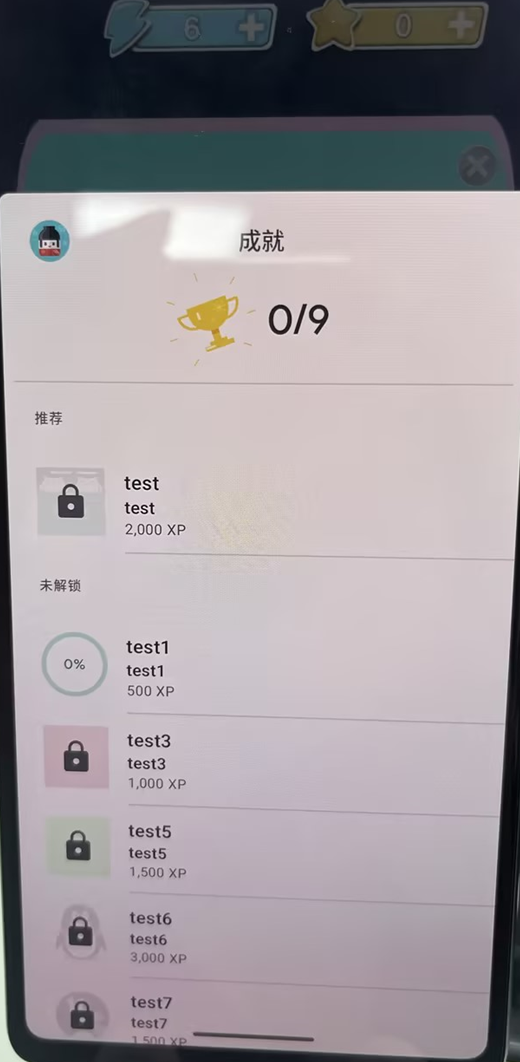 6
0
成就
0/9
推荐
test
test
2,000 XP
未解锁
0%
test1
test1
500 XP
test3
test3
1,000 XP
test5
test5
1,500 XP
test6
test6
3,000 XP
test7
test7
1,500 XP